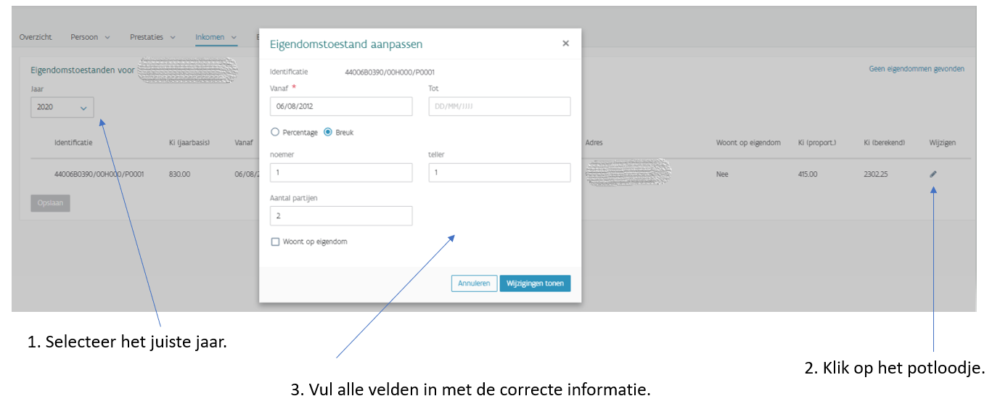 Overzicht Persoon Prestaties Inkomen
Eigendomstoestanden voor
Geen eigendommen gevonden
Jaar
2020
Identificatie Ki (jaarbasis) Vanaf Adres Woont op eigendom Ki (proport.) Ki (berekend) Wijzigen
44006B0390/00H000/P0001 830.00 06/08/2 Nee 415.00 2302.25
Opslaan
Eigendomstoestand aanpassen
Identificatie 44006B0390/00H000/P0001
Vanaf * Tot
06/08/2012 DD/MM/JJJJ
Percentage Breuk
noemer teller
1 1
Aantal partijen
2
Woont op eigendom
Annuleren Wijzigingen tonen
1. Selecteer het juiste jaar.
2. Klik op het potloodje.
3. Vul alle velden in met de correcte informatie.